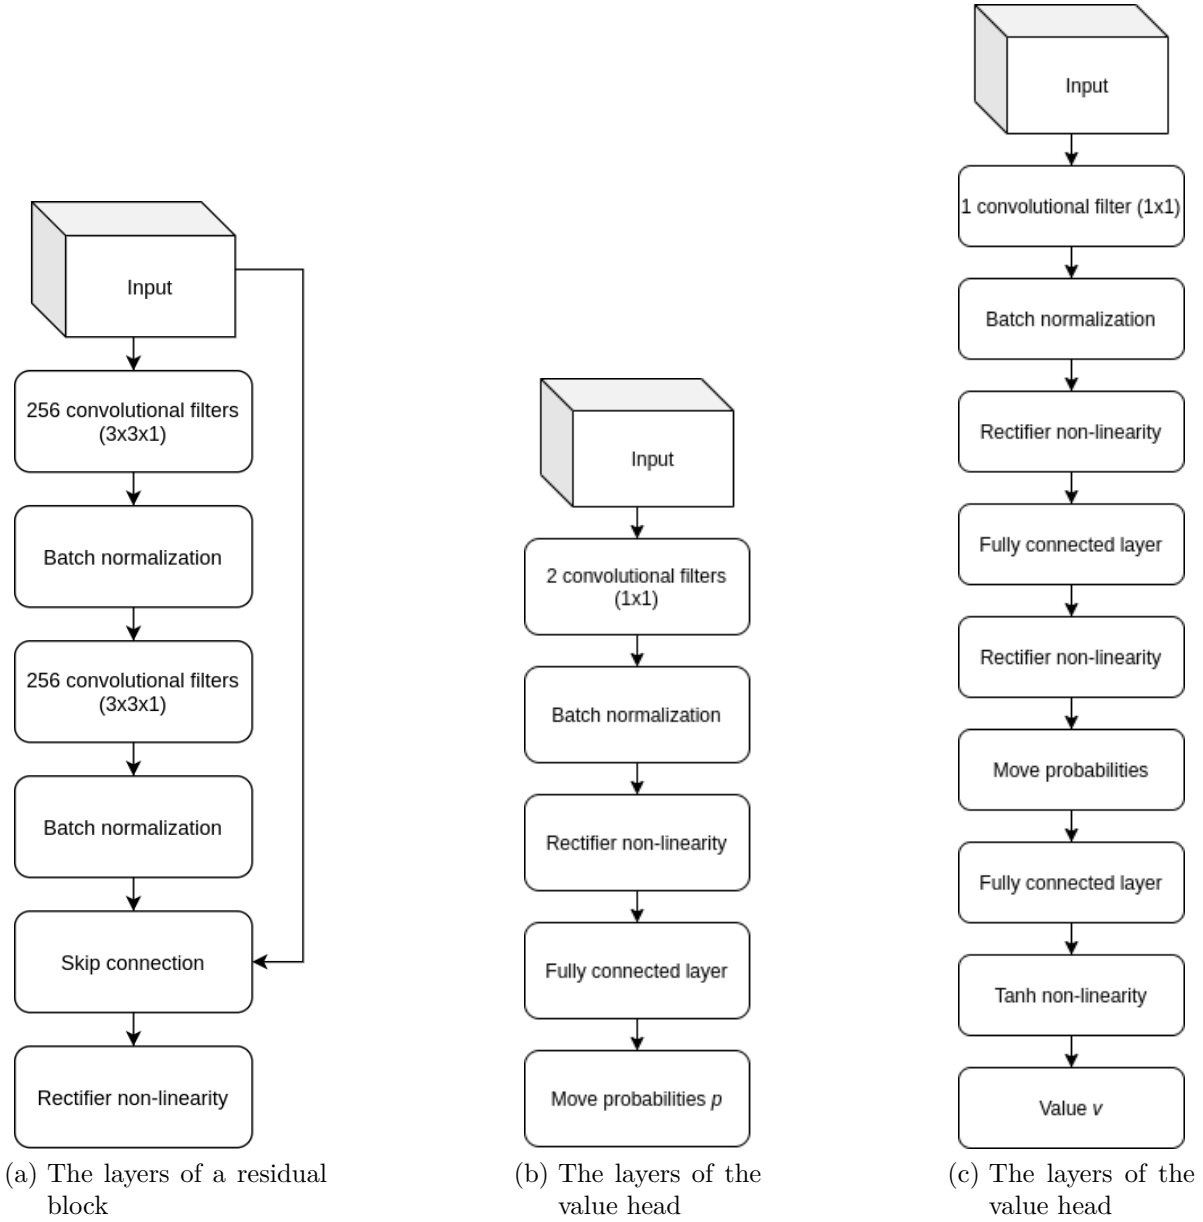 Input
256 convolutional filters
(3x3x1)
Batch normalization
256 convolutional filters
(3x3x1)
Batch normalization
Skip connection
Rectifier non-linearity
(a) The layers of a residual
block
Input
2 convolutional filters
(1x1)
Batch normalization
Rectifier non-linearity
Fully connected layer
Move probabilities p
(b) The layers of the
value head
Input
1 convolutional filter (1x1)
Batch normalization
Rectifier non-linearity
Fully connected layer
Rectifier non-linearity
Move probabilities
Fully connected layer
Tanh non-linearity
Value v
(c) The layers of the
value head